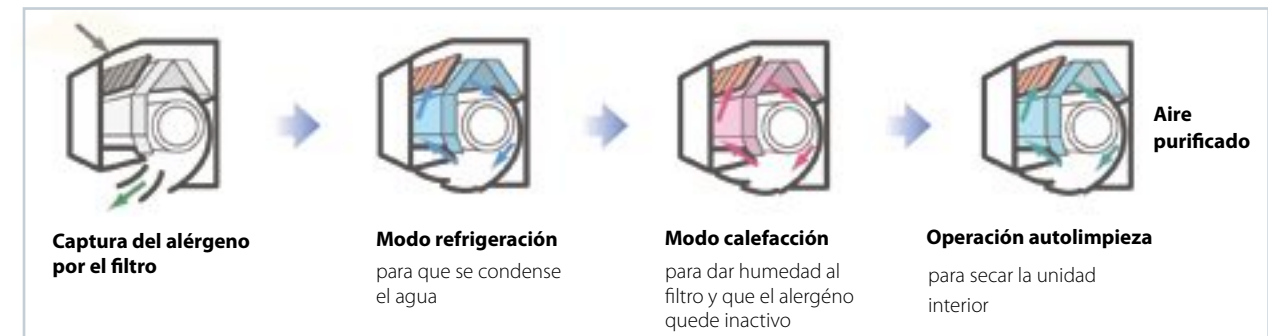 Captura del alérgeno
por el filtro
Modo refrigeración
para que se condense
el agua
Modo calefacción
para dar humedad al
filtro y que el alergéno
quede inactivo
Operación autolimpieza
para secar la unidad
interior
Aire
purificado